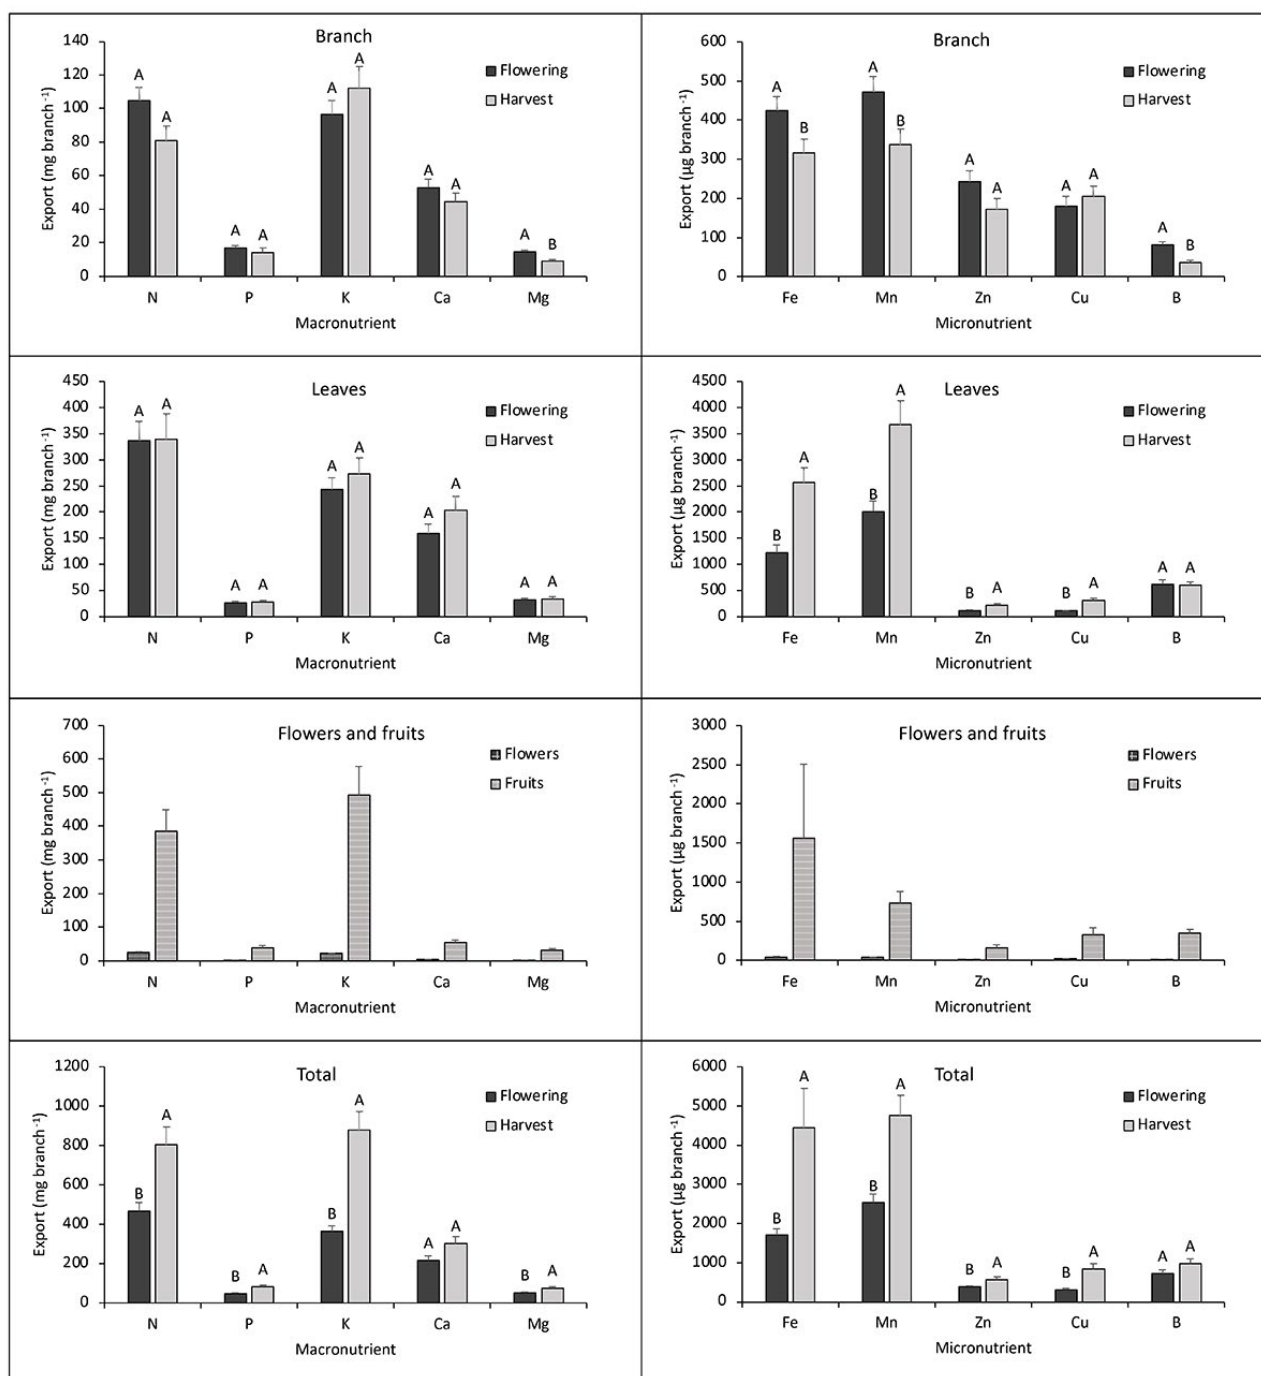 Branch
Export (mg branch⁻¹)
140
120
100
80
60
40
20
0
A A A A A A A A A B
N P K Ca Mg
Macronutrient
Flowering
Harvest
Branch
Export (µg branch⁻¹)
600
500
400
300
200
100
0
A B A B A A A A A B
Fe Mn Zn Cu B
Micronutrient
Flowering
Harvest
Leaves
Export (mg branch⁻¹)
450
400
350
300
250
200
150
100
50
0
A A A A A A A A A A
N P K Ca Mg
Macronutrient
Flowering
Harvest
Leaves
Export (µg branch⁻¹)
4500
4000
3500
3000
2500
2000
1500
1000
500
0
B A B A B A B A A A
Fe Mn Zn Cu B
Micronutrient
Flowering
Harvest
Flowers and fruits
Export (mg branch⁻¹)
700
600
500
400
300
200
100
0
N P K Ca Mg
Macronutrient
Flowers
Fruits
Flowers and fruits
Export (µg branch⁻¹)
3000
2500
2000
1500
1000
500
0
Fe Mn Zn Cu B
Micronutrient
Flowers
Fruits
Total
Export (mg branch⁻¹)
1200
1000
800
600
400
200
0
B A B A B A A A B A
N P K Ca Mg
Macronutrient
Flowering
Harvest
Total
Export (µg branch⁻¹)
6000
5000
4000
3000
2000
1000
0
B A B A B A B A A A
Fe Mn Zn Cu B
Micronutrient
Flowering
Harvest